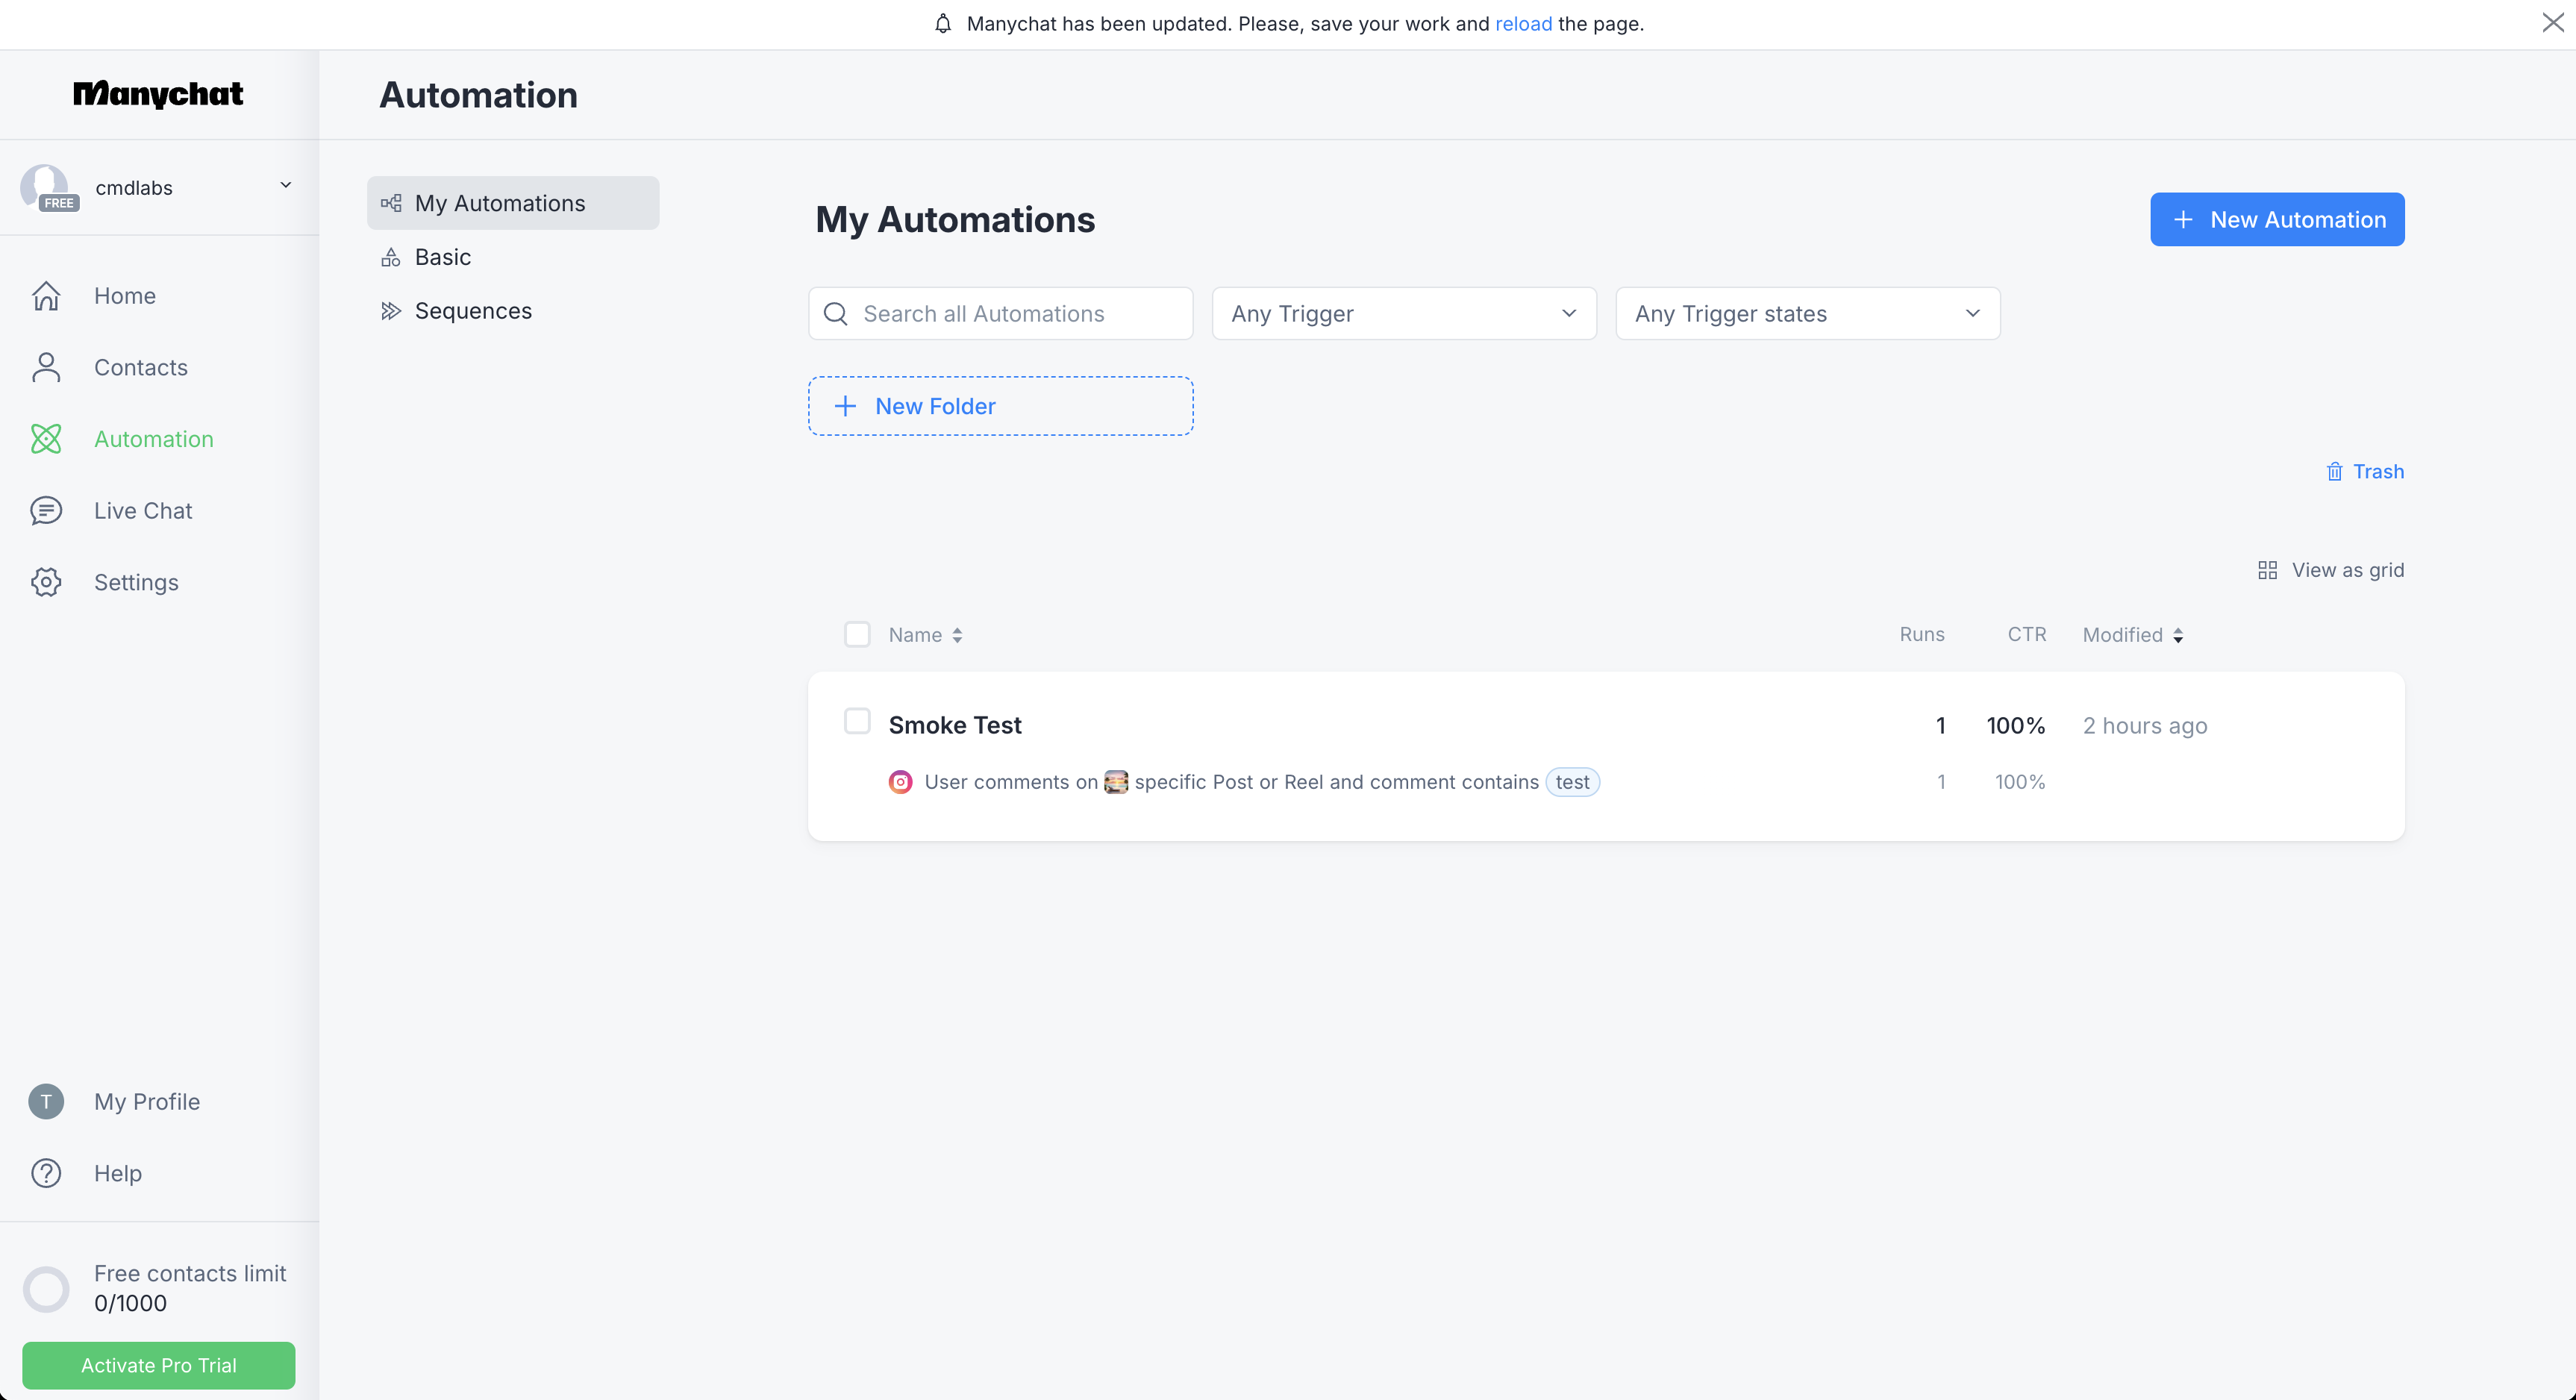 Manychat has been updated. Please, save your work and reload the page.
Manychat
Automation
cmdlabs
FREE
Home
Contacts
Automation
Live Chat
Settings
My Profile
T
Help
Free contacts limit
0/1000
Activate Pro Trial
My Automations
Basic
Sequences
My Automations
New Automation
Search all Automations
Any Trigger
Any Trigger states
New Folder
Trash
View as grid
Name Runs CTR Modified
Smoke Test 1 100% 2 hours ago
User comments on specific Post or Reel and comment contains test 1 100%